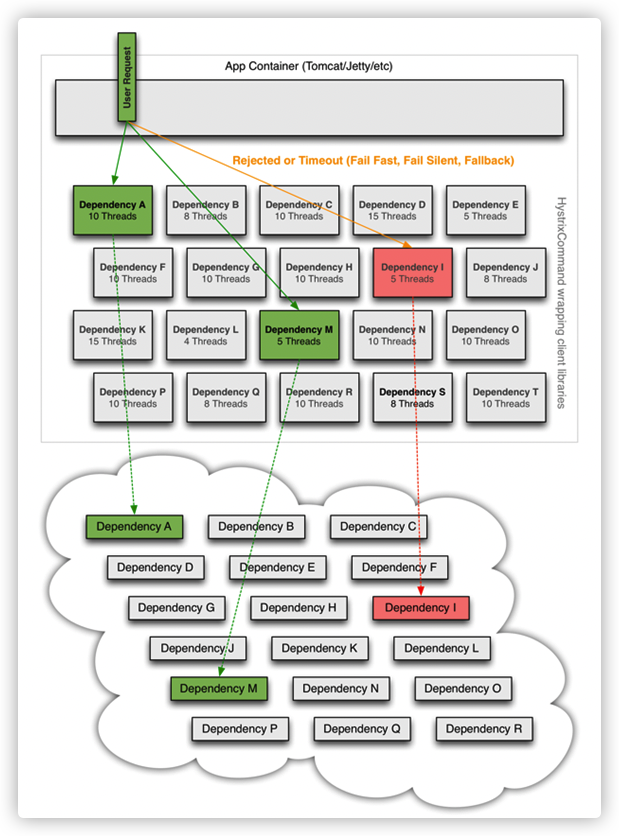 User Request
App Container (Tomcat/Jetty/etc)
Rejected or Timeout (Fail Fast, Fail Silent, Fallback)
Dependency A
10 Threads
Dependency B
8 Threads
Dependency C
10 Threads
Dependency D
15 Threads
Dependency E
5 Threads
Dependency F
10 Threads
Dependency G
10 Threads
Dependency H
10 Threads
Dependency I
5 Threads
Dependency J
8 Threads
Dependency K
15 Threads
Dependency L
4 Threads
Dependency M
5 Threads
Dependency N
10 Threads
Dependency O
10 Threads
Dependency P
10 Threads
Dependency Q
8 Threads
Dependency R
10 Threads
Dependency S
8 Threads
Dependency T
10 Threads
HystrixCommand wrapping client libraries
Dependency A
Dependency B
Dependency C
Dependency D
Dependency E
Dependency F
Dependency G
Dependency H
Dependency I
Dependency J
Dependency K
Dependency L
Dependency M
Dependency N
Dependency O
Dependency P
Dependency Q
Dependency R